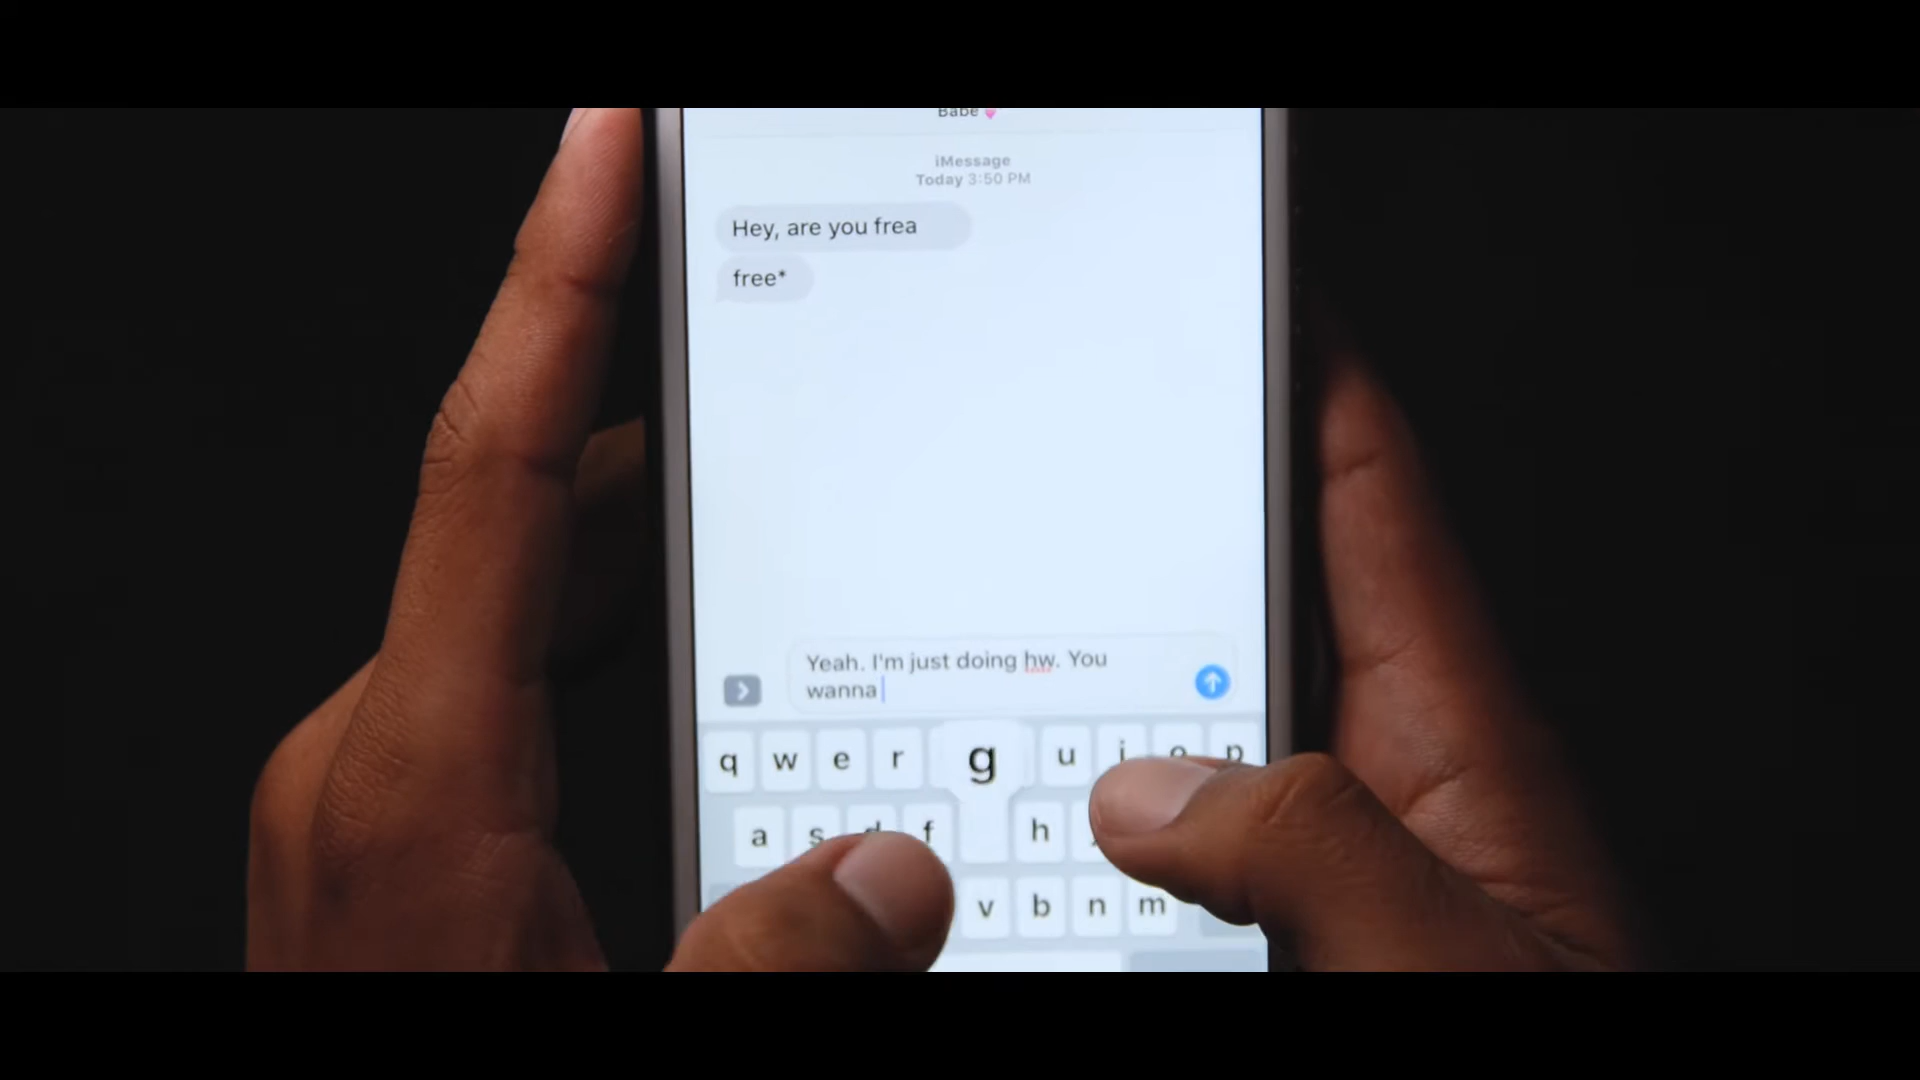 Babe
iMessage
Today 3:50 PM
Hey, are you frea
free*
Yeah. I'm just doing hw. You
wanna
q w e r g u i o p
a s d f h
v b n m